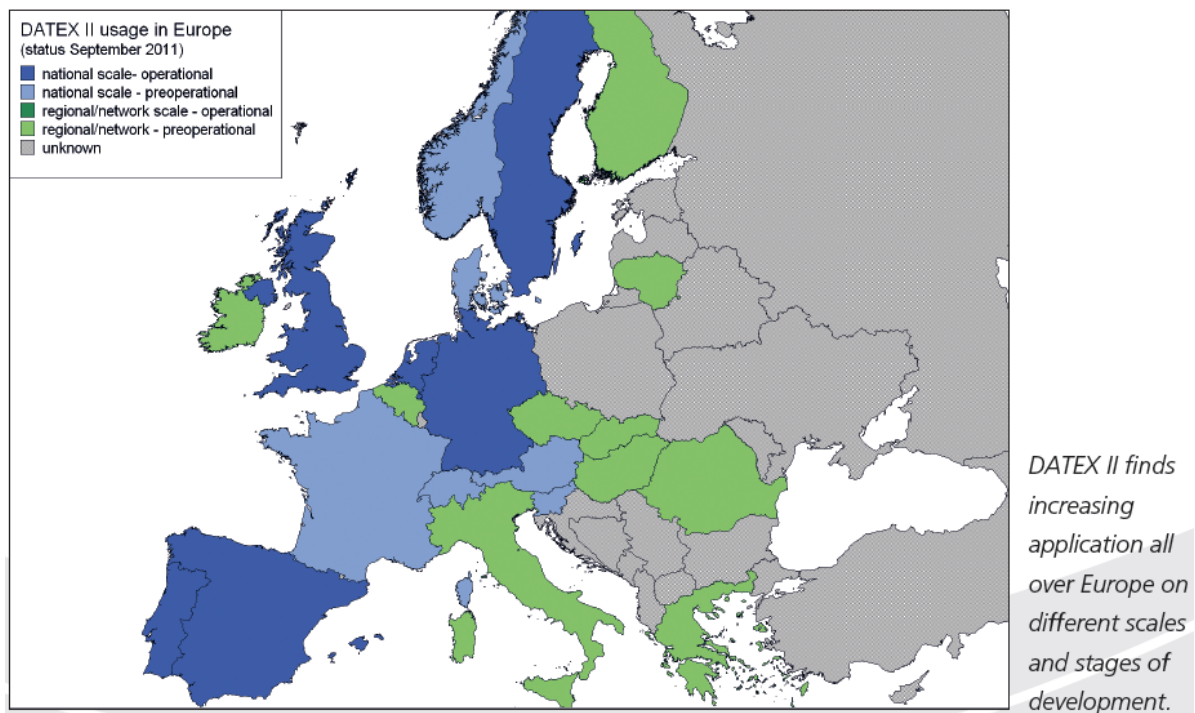 DATEX II usage in Europe
(status September 2011)
national scale- operational
national scale - preoperational
regional/network scale - operational
regional/network - preoperational
unknown
DATEX II finds
increasing
application all
over Europe on
different scales
and stages of
development.